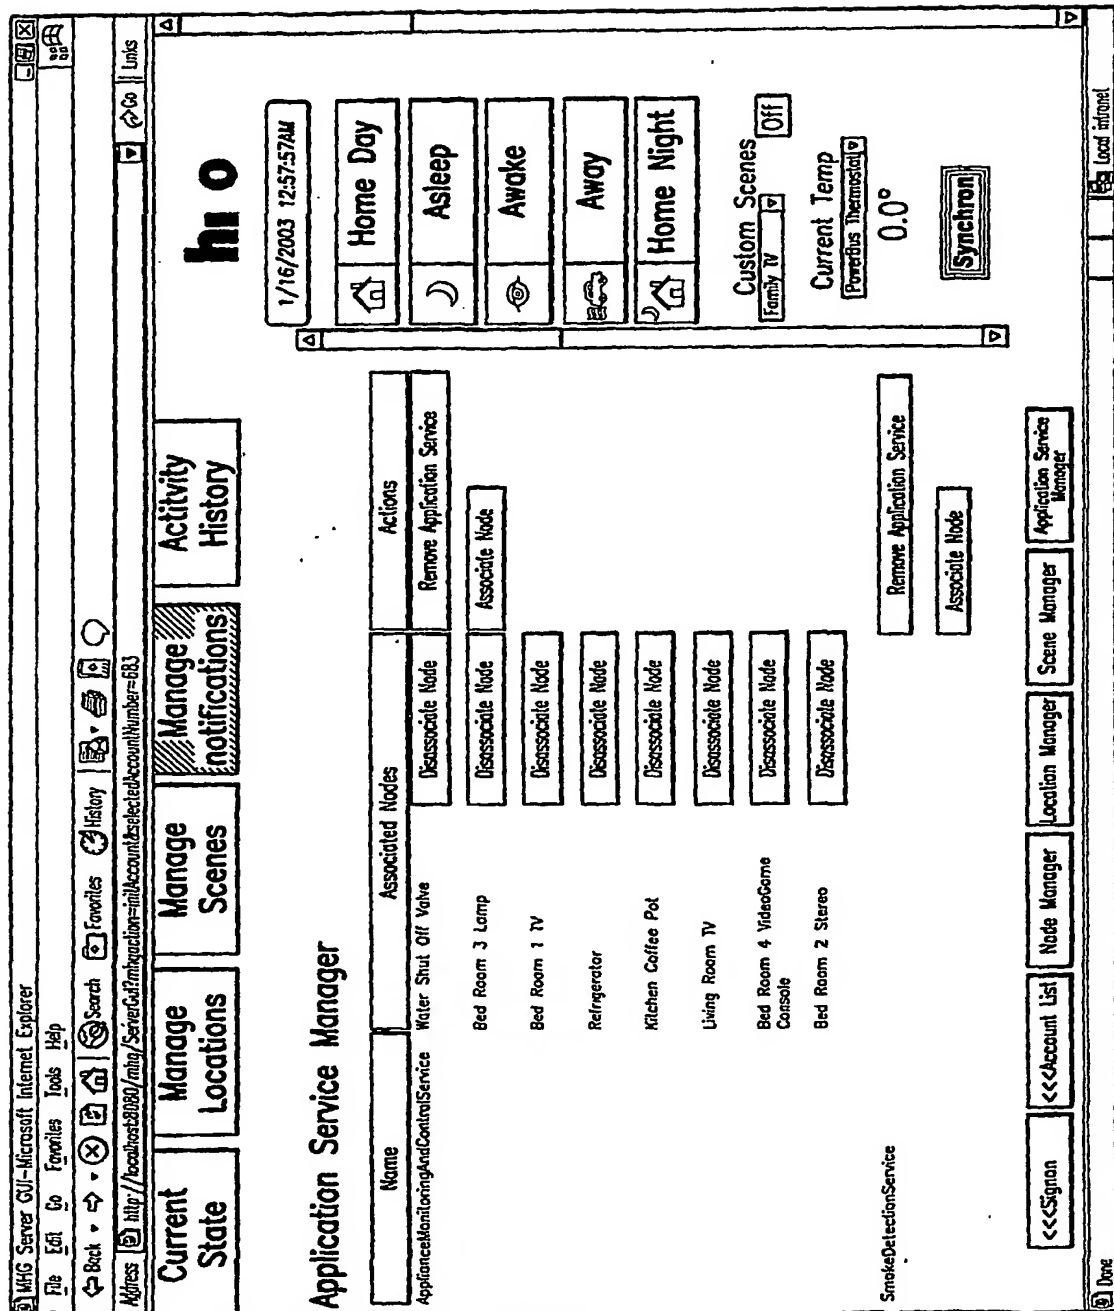 MHG Server GUI-Microsoft Internet Explorer
File Edit Go Favorites Tools Help
Back Search Favorites History
Address http://localhost:8080/mhg/ServerGui?mhgaction=initAccount&selectedAccountNumber=683 Go Links
Current State
Manage Locations
Manage Scenes
Manage notifications
Actitvity History
1/16/2003 12:57:57AM
Home Day
Asleep
Awake
Away
Home Night
Custom Scenes
Family TV Off
Current Temp
PowerBus Thermostat
0.0°
Synchron
Application Service Manager
Name Associated Nodes Actions
ApplianceMonitoringAndControlService Water Shut Off Valve Disassociate Node Remove Application Service
Bed Room 3 Lamp Disassociate Node Associate Node
Bed Room 1 TV Disassociate Node
Refrigerator Disassociate Node
Kitchen Coffee Pot Disassociate Node
Living Room TV Disassociate Node
Bed Room 4 VideoGame Console Disassociate Node
Bed Room 2 Stereo Disassociate Node
SmokeDetectionService Remove Application Service
Associate Node
<<<Signon <<<Account List Node Manager Location Manager Scene Manager Application Service Manager
Done Local intranet